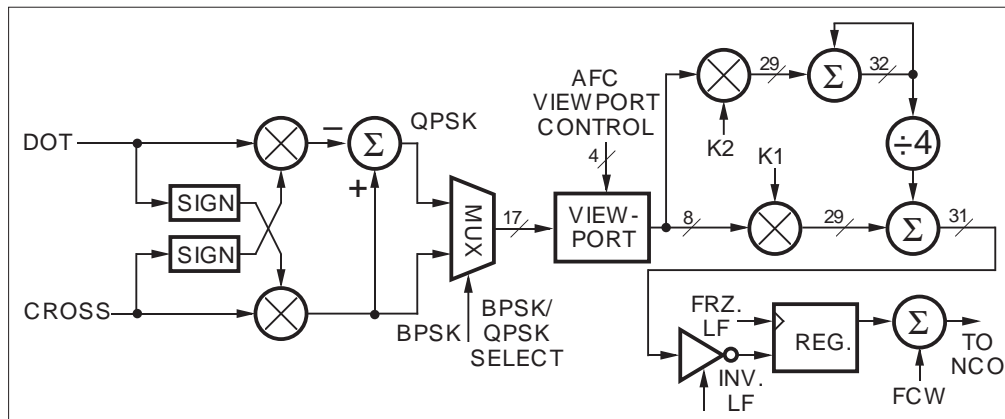 DOT
CROSS
SIGN
SIGN
−
+
Σ
QPSK
BPSK
MUX
BPSK/
QPSK
SELECT
17
AFC
VIEWPORT
CONTROL
4
VIEW-
PORT
8
K2
29
Σ
32
÷4
K1
29
Σ
31
FRZ.
LF
INV.
LF
REG.
Σ
FCW
TO
NCO